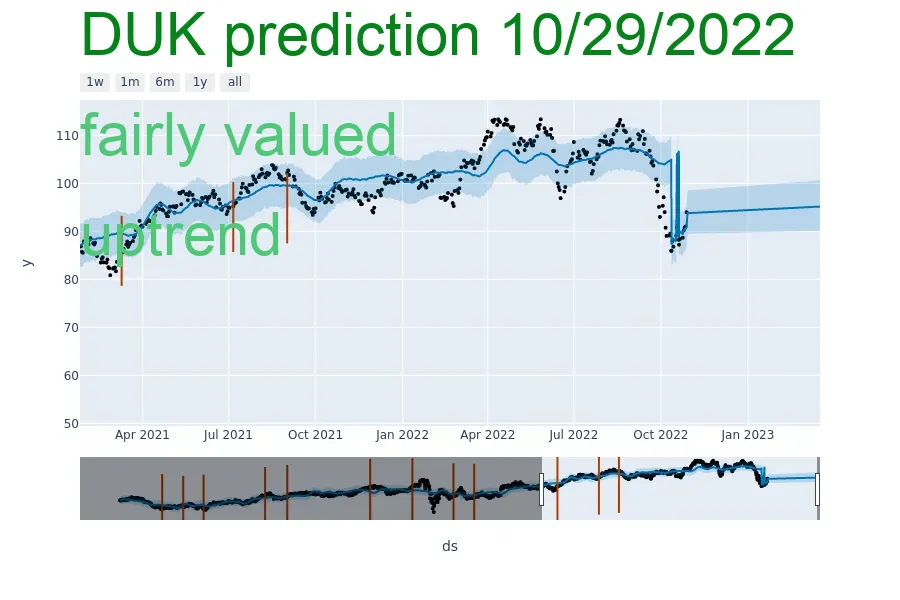 DUK prediction 10/29/2022
1w 1m 6m 1y all
fairly valued
uptrend
110
100
90
80
70
60
50
y
Apr 2021 Jul 2021 Oct 2021 Jan 2022 Apr 2022 Jul 2022 Oct 2022 Jan 2023
ds